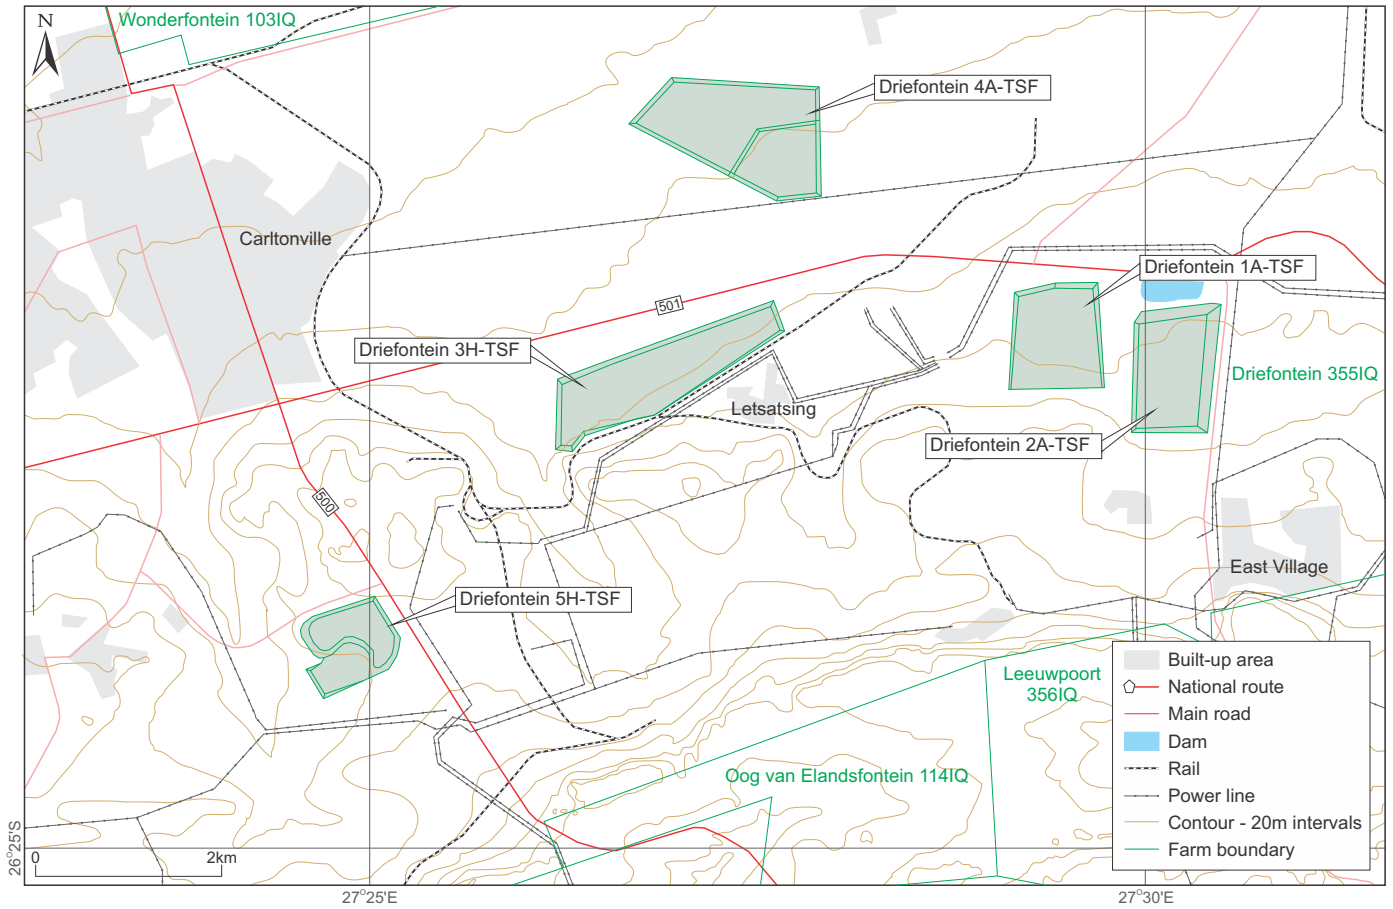 Wonderfontein 103IQ
N
Driefontein 4A-TSF
Carltonville
Driefontein 1A-TSF
501
Driefontein 3H-TSF
Driefontein 355IQ
Letsatsing
Driefontein 2A-TSF
500
East Village
Driefontein 5H-TSF
Leeuwpoort
356IQ
Oog van Elandsfontein 114IQ
Built-up area
National route
Main road
Dam
Rail
Power line
Contour - 20m intervals
Farm boundary
26°25'S
0 2km
27°25'E
27°30'E